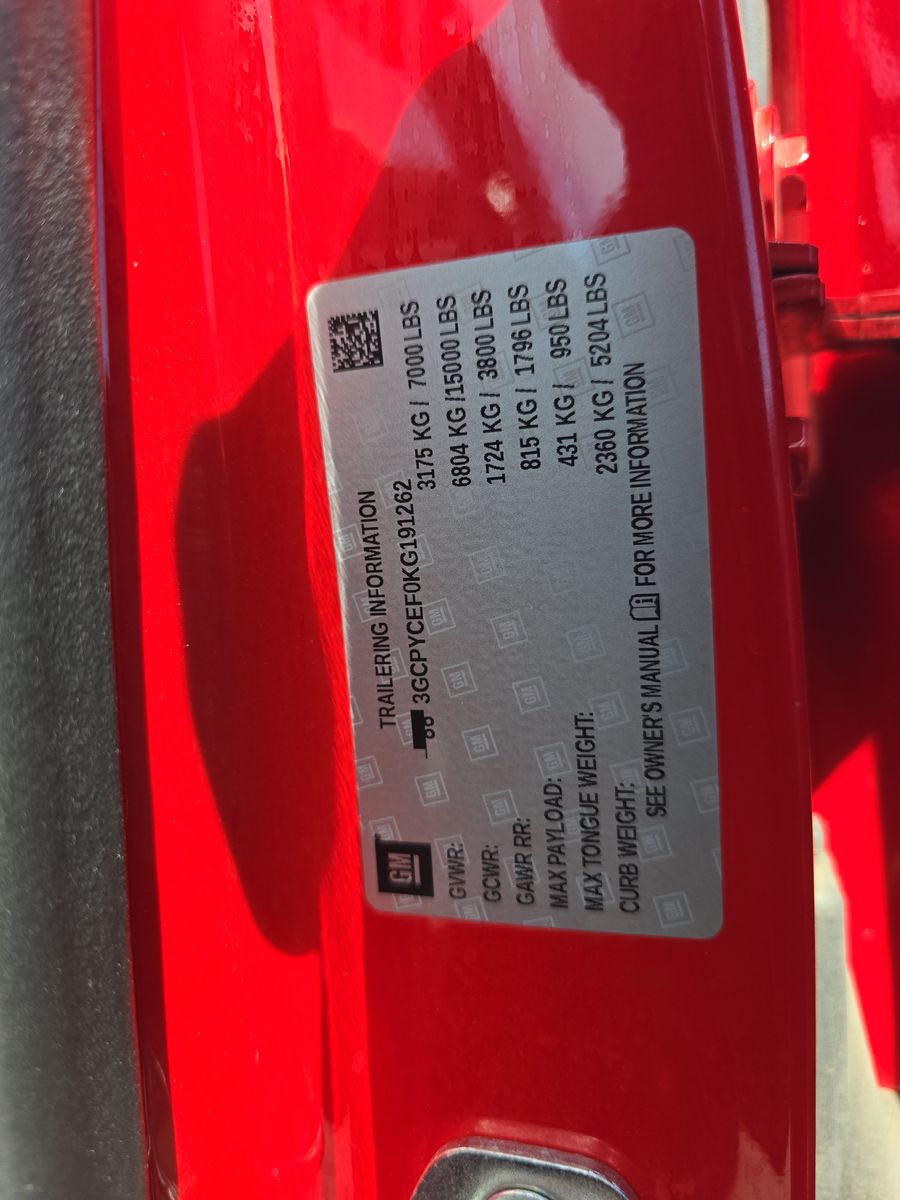 GM
TRAILERING INFORMATION
3GCPYCEF0KG191262
GVWR: 3175 KG / 7000 LBS
GCWR: 6804 KG /15000 LBS
GAWR RR: 1724 KG / 3800 LBS
MAX PAYLOAD: 815 KG / 1796 LBS
MAX TONGUE WEIGHT: 431 KG / 950 LBS
CURB WEIGHT: 2360 KG / 5204 LBS
SEE OWNER'S MANUAL FOR MORE INFORMATION